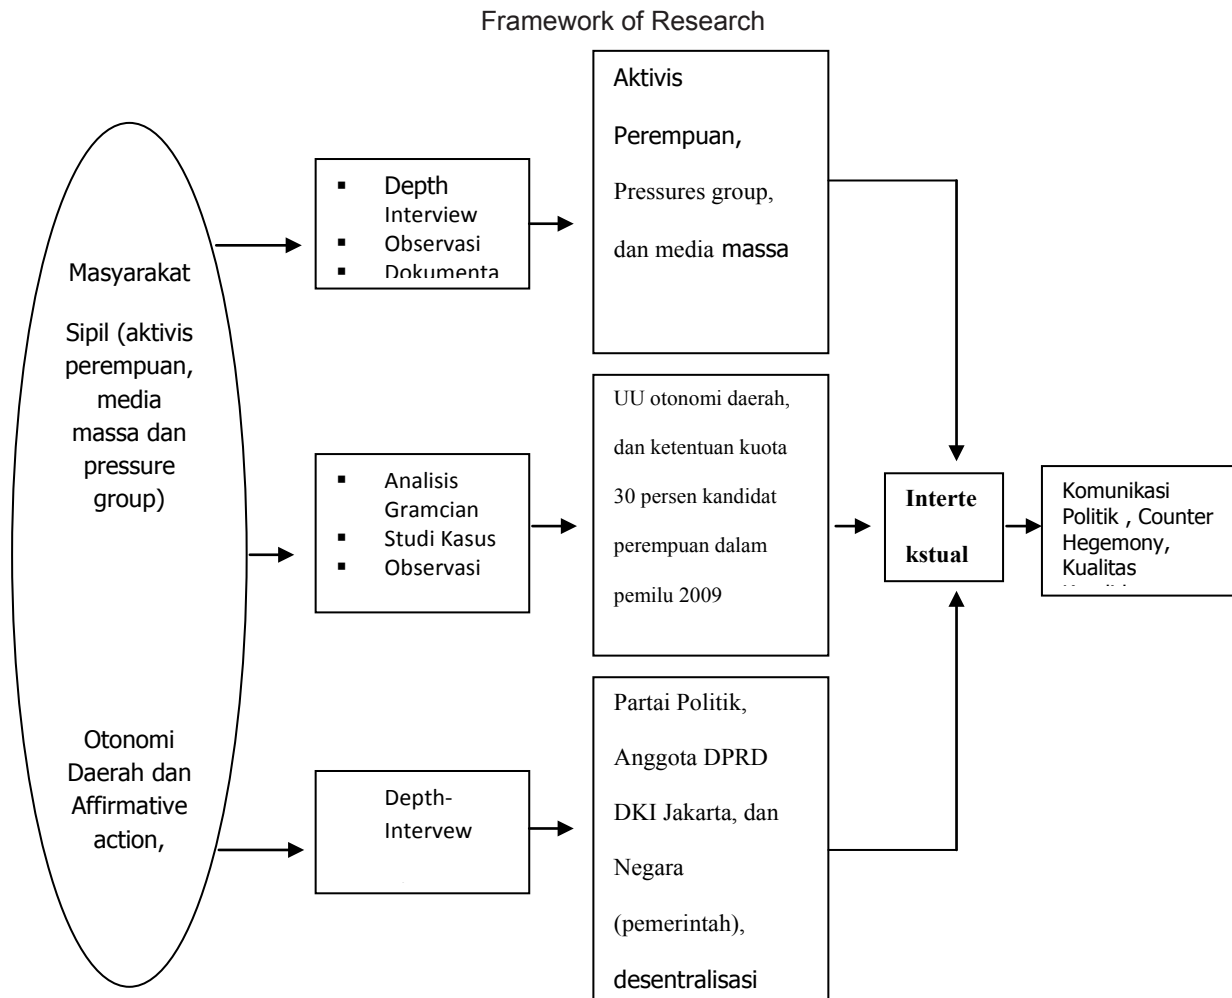 Framework of Research
Masyarakat
Sipil (aktivis
perempuan,
media
massa dan
pressure
group)
Otonomi
Daerah dan
Affirmative
action,
▪ Depth
Interview
▪ Observasi
▪ Dokumenta
Aktivis
Perempuan,
Pressures group,
dan media massa
▪ Analisis
Gramcian
▪ Studi Kasus
▪ Observasi
UU otonomi daerah,
dan ketentuan kuota
30 persen kandidat
perempuan dalam
pemilu 2009
Depth-
Intervew
Partai Politik,
Anggota DPRD
DKI Jakarta, dan
Negara
(pemerintah),
desentralisasi
Interte
kstual
Komunikasi
Politik , Counter
Hegemony,
Kualitas